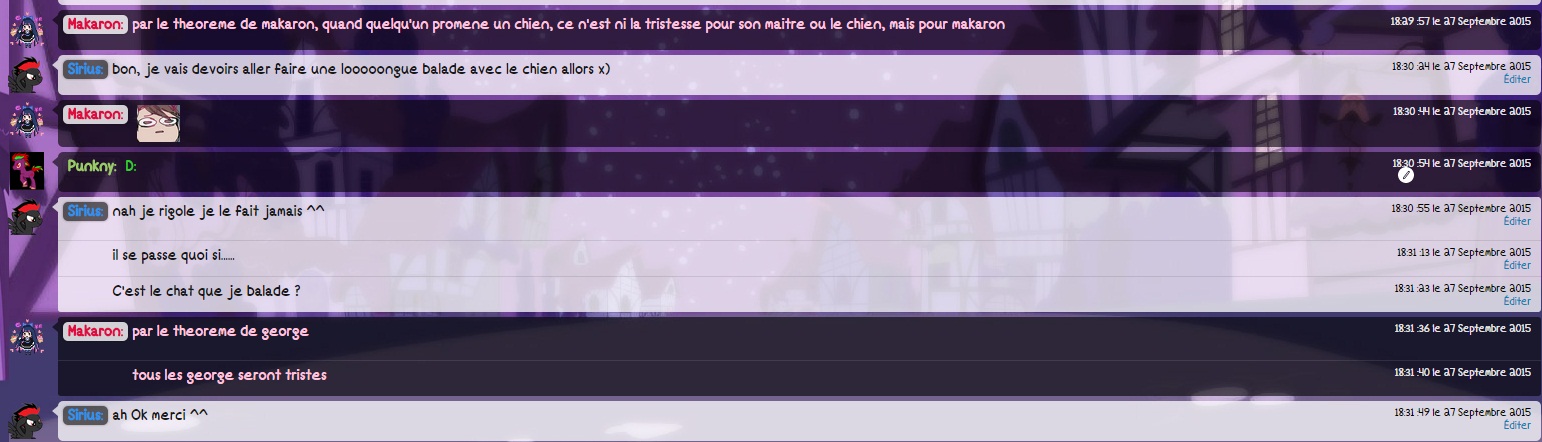 Makaron: par le theoreme de makaron, quand quelqu'un promene un chien, ce n'est ni la tristesse pour son maitre ou le chien, mais pour makaron 18:29:57 le 27 Septembre 2015
Sirius: bon, je vais devoirs aller faire une looooongue balade avec le chien allors x) 18:30:24 le 27 Septembre 2015
Éditer
Makaron: 18:30:44 le 27 Septembre 2015
Punkny: D: 18:30:54 le 27 Septembre 2015
Sirius: nah je rigole je le fait jamais ^^ 18:30:55 le 27 Septembre 2015
Éditer
il se passe quoi si...... 18:31:13 le 27 Septembre 2015
Éditer
C'est le chat que je balade ? 18:31:23 le 27 Septembre 2015
Éditer
Makaron: par le theoreme de george 18:31:36 le 27 Septembre 2015
tous les george seront tristes 18:31:40 le 27 Septembre 2015
Sirius: ah Ok merci ^^ 18:31:49 le 27 Septembre 2015
Éditer